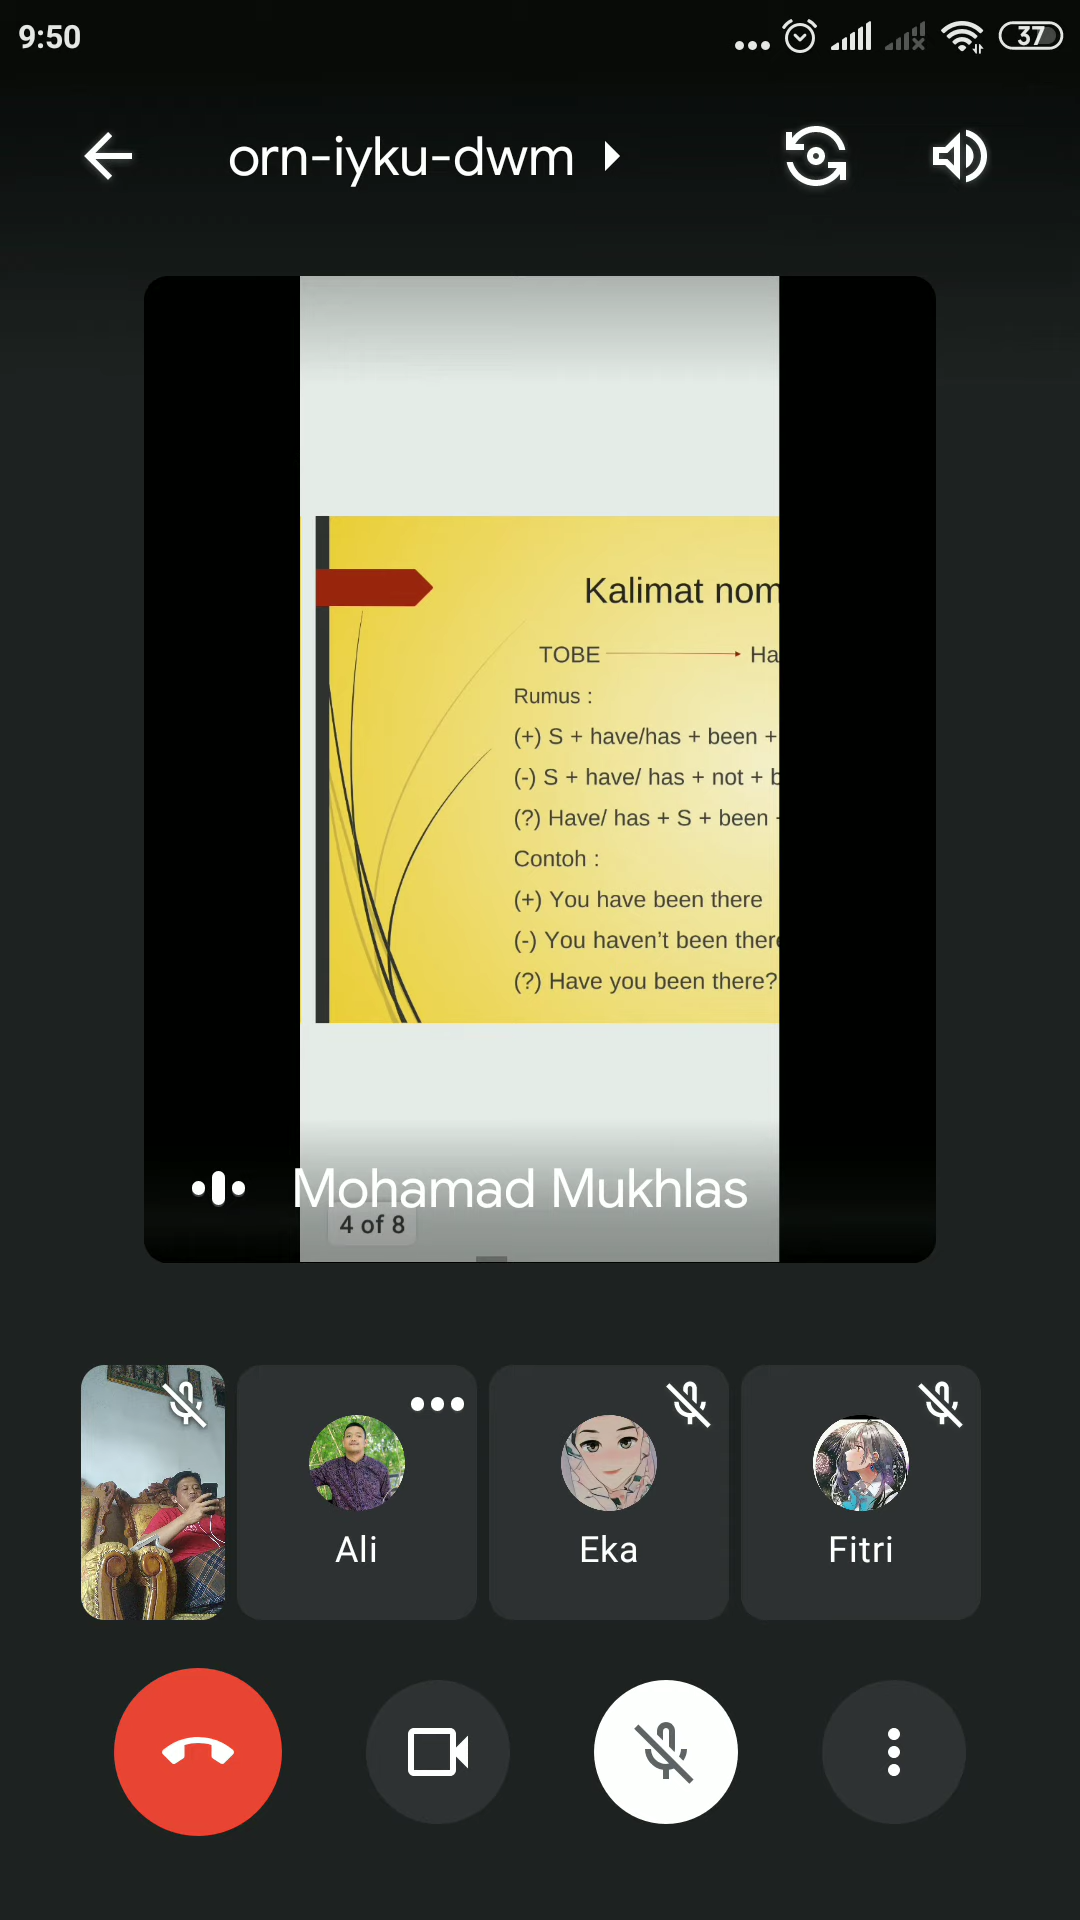 9:50
37
orn-iyku-dwm
Kalimat nom
TOBE Ha
Rumus :
(+) S + have/has + been +
(-) S + have/ has + not + b
(?) Have/ has + S + been
Contoh :
(+) You have been there
(-) You haven't been there
(?) Have you been there?
Mohamad Mukhlas
4 of 8
Ali
Eka
Fitri